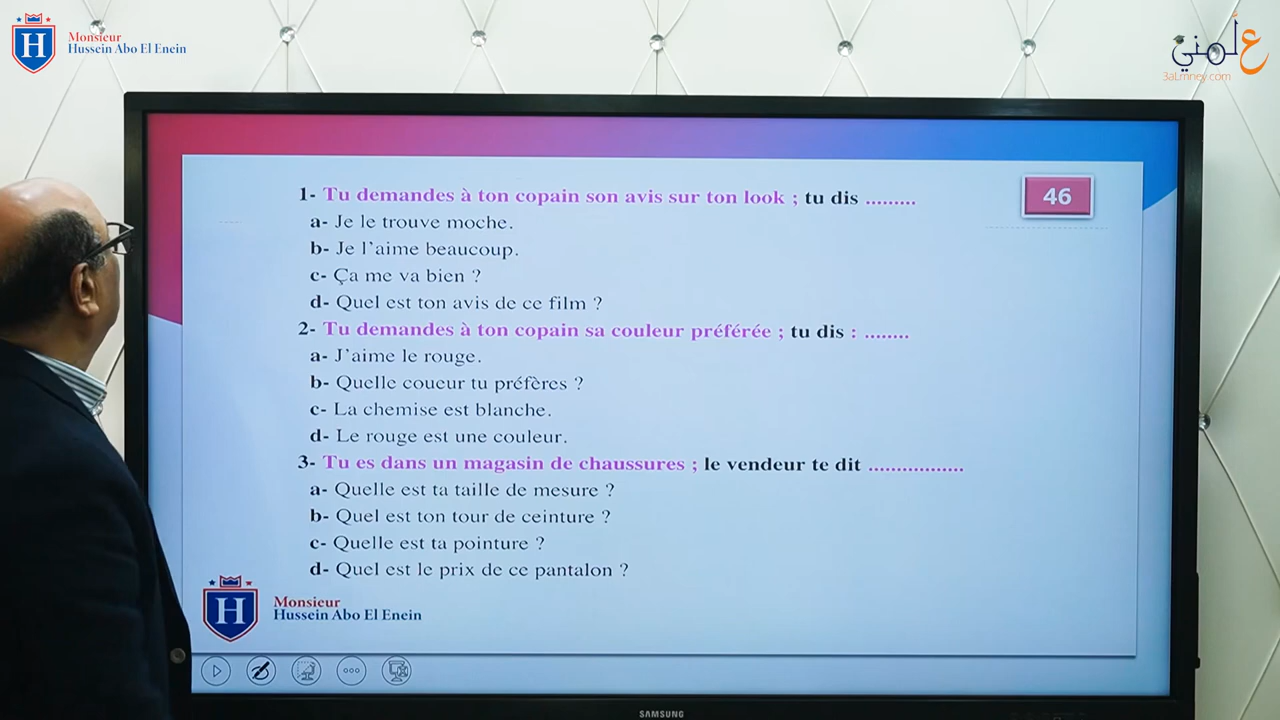 H
Monsieur
Hussein Abo El Enein
علمني
3aLmney.com
46
1- Tu demandes à ton copain son avis sur ton look ; tu dis .........
a- Je le trouve moche.
b- Je l'aime beaucoup.
c- Ça me va bien ?
d- Quel est ton avis de ce film ?
2- Tu demandes à ton copain sa couleur préférée ; tu dis : ........
a- J'aime le rouge.
b- Quelle coueur tu préfères ?
c- La chemise est blanche.
d- Le rouge est une couleur.
3- Tu es dans un magasin de chaussures ; le vendeur te dit .................
a- Quelle est ta taille de mesure ?
b- Quel est ton tour de ceinture ?
c- Quelle est ta pointure ?
d- Quel est le prix de ce pantalon ?
H
Monsieur
Hussein Abo El Enein
SAMSUNG